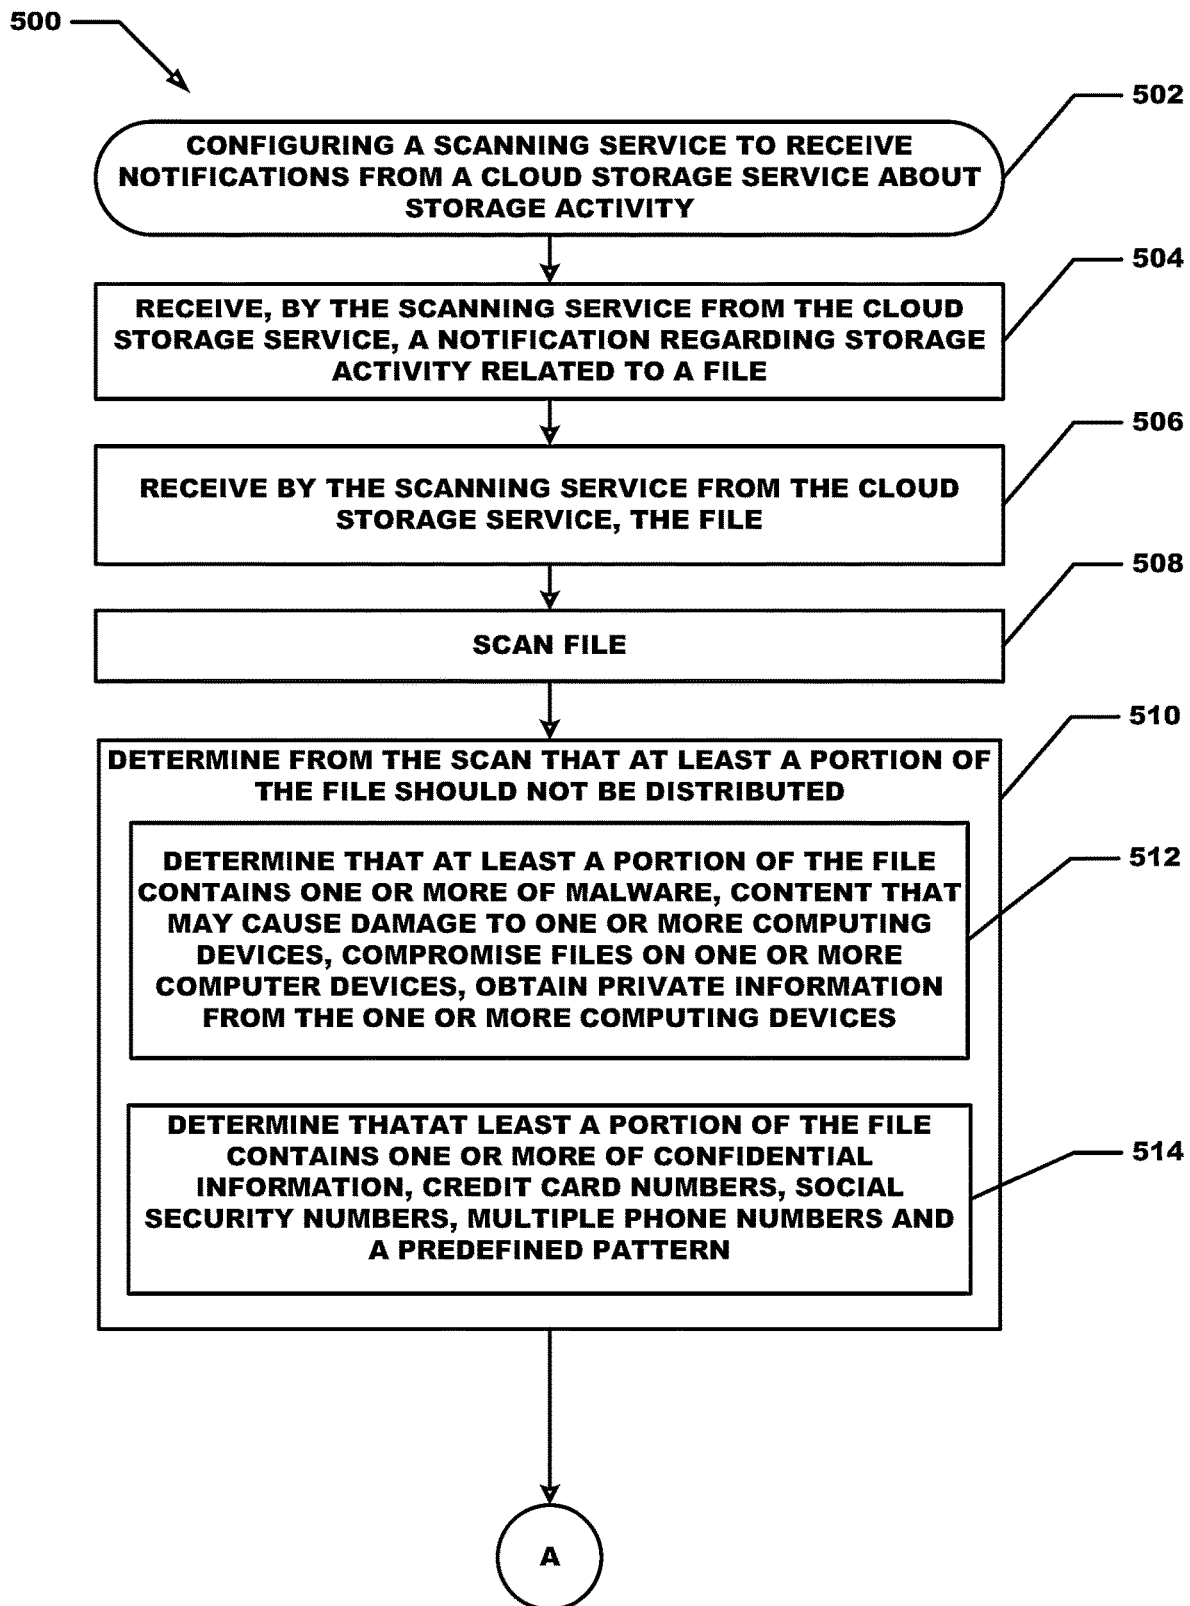 500
502
CONFIGURING A SCANNING SERVICE TO RECEIVE
NOTIFICATIONS FROM A CLOUD STORAGE SERVICE ABOUT
STORAGE ACTIVITY
504
RECEIVE, BY THE SCANNING SERVICE FROM THE CLOUD
STORAGE SERVICE, A NOTIFICATION REGARDING STORAGE
ACTIVITY RELATED TO A FILE
506
RECEIVE BY THE SCANNING SERVICE FROM THE CLOUD
STORAGE SERVICE, THE FILE
508
SCAN FILE
510
DETERMINE FROM THE SCAN THAT AT LEAST A PORTION OF
THE FILE SHOULD NOT BE DISTRIBUTED
512
DETERMINE THAT AT LEAST A PORTION OF THE FILE
CONTAINS ONE OR MORE OF MALWARE, CONTENT THAT
MAY CAUSE DAMAGE TO ONE OR MORE COMPUTING
DEVICES, COMPROMISE FILES ON ONE OR MORE
COMPUTER DEVICES, OBTAIN PRIVATE INFORMATION
FROM THE ONE OR MORE COMPUTING DEVICES
514
DETERMINE THATAT LEAST A PORTION OF THE FILE
CONTAINS ONE OR MORE OF CONFIDENTIAL
INFORMATION, CREDIT CARD NUMBERS, SOCIAL
SECURITY NUMBERS, MULTIPLE PHONE NUMBERS AND
A PREDEFINED PATTERN
A